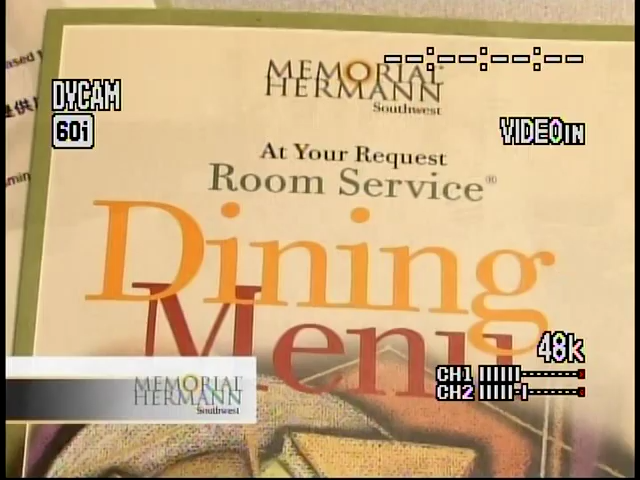 MEMORIAL
HERMANN
Southwest
--:--:--:--
DVCAM
60i
VIDEO IN
At Your Request
Room Service®
Dining
Menu
48k
CH1
CH2
MEMORIAL
HERMANN
Southwest